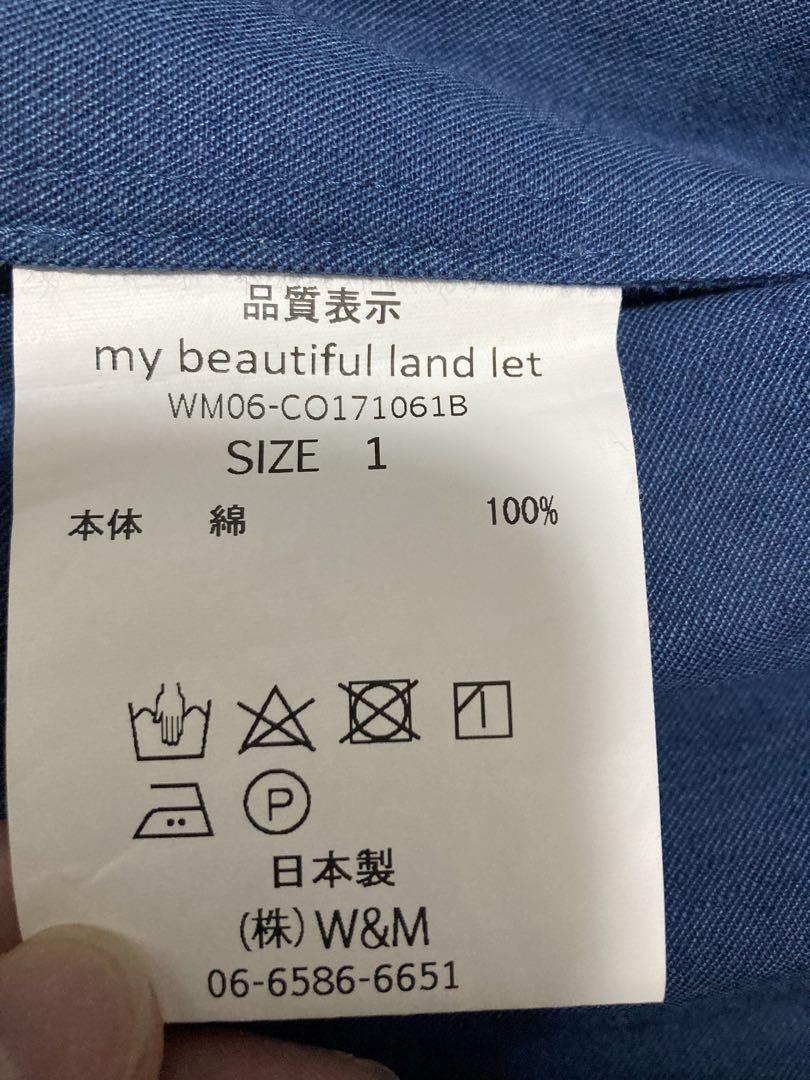 品質表示
my beautiful land let
WM06-CO171061B
SIZE 1
本体 綿 100%
P
日本製
(株)W&M
06-6586-6651